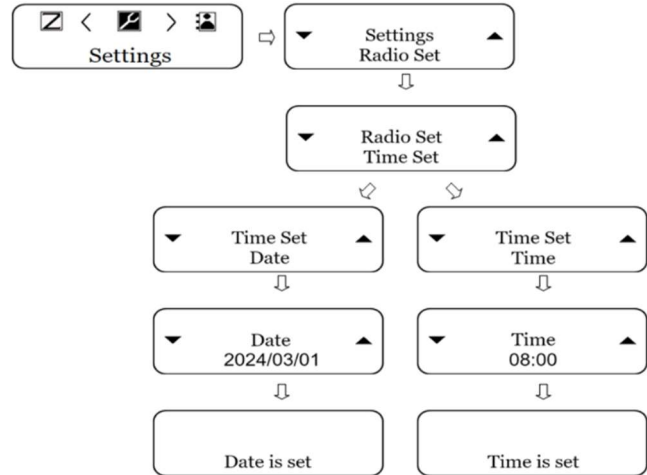 Z < >
Settings
Settings
Radio Set
Radio Set
Time Set
Time Set
Date
Time Set
Time
Date
2024/03/01
Time
08:00
Date is set
Time is set